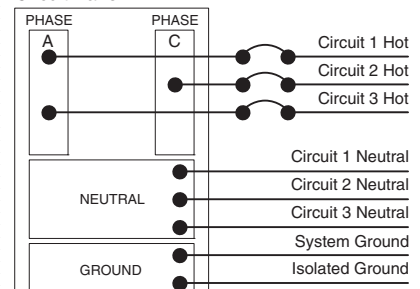 PHASE PHASE
A C
Circuit 1 Hot
Circuit 2 Hot
Circuit 3 Hot
Circuit 1 Neutral
Circuit 2 Neutral
NEUTRAL
Circuit 3 Neutral
System Ground
GROUND
Isolated Ground